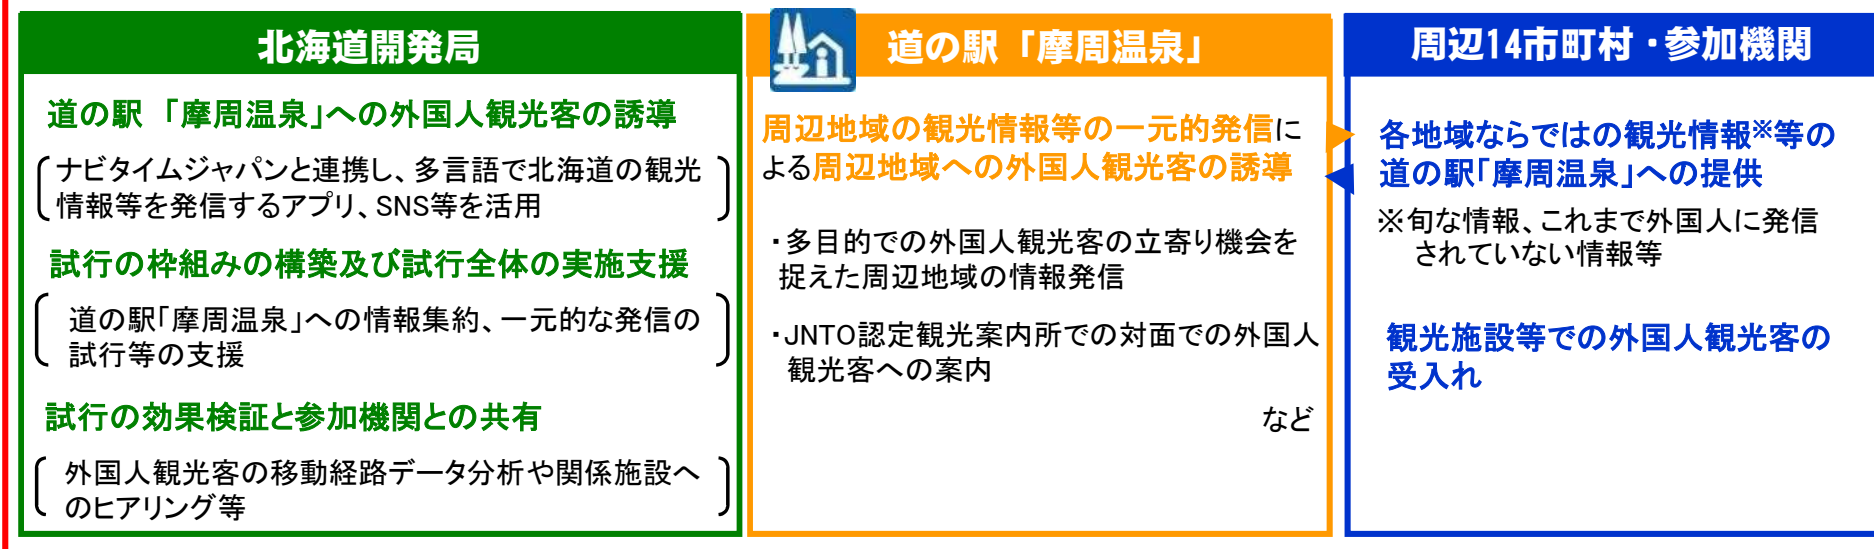 北海道開発局
道の駅 「摩周温泉」への外国人観光客の誘導
ナビタイムジャパンと連携し、多言語で北海道の観光
情報等を発信するアプリ、SNS等を活用
試行の枠組みの構築及び試行全体の実施支援
道の駅「摩周温泉」への情報集約、一元的な発信の
試行等の支援
試行の効果検証と参加機関との共有
外国人観光客の移動経路データ分析や関係施設へ
のヒアリング等
道の駅「摩周温泉」
周辺地域の観光情報等の一元的発信に
よる周辺地域への外国人観光客の誘導
・多目的での外国人観光客の立寄り機会を
捉えた周辺地域の情報発信
・JNTO認定観光案内所での対面での外国人
観光客への案内
など
周辺14市町村・参加機関
各地域ならではの観光情報※等の
道の駅「摩周温泉」への提供
※旬な情報、これまで外国人に発信
されていない情報等
観光施設等での外国人観光客の
受入れ